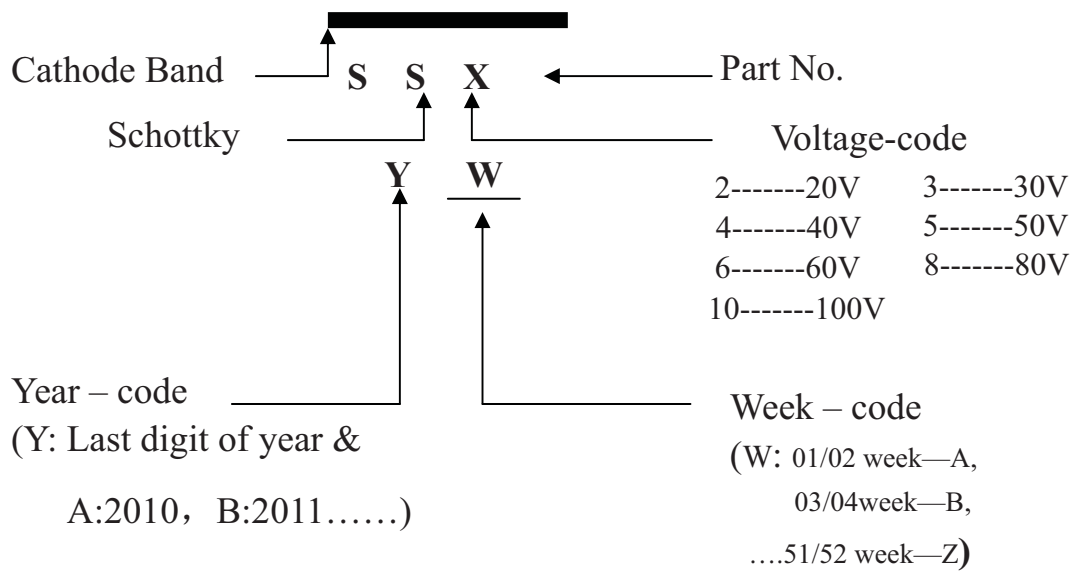 Cathode Band
S S X
Part No.
Schottky
Voltage-code
Y W
2-------20V 3-------30V
4-------40V 5-------50V
6-------60V 8-------80V
10-------100V
Year – code
(Y: Last digit of year &
A:2010，B:2011……)
Week – code
(W: 01/02 week—A,
03/04week—B,
….51/52 week—Z)